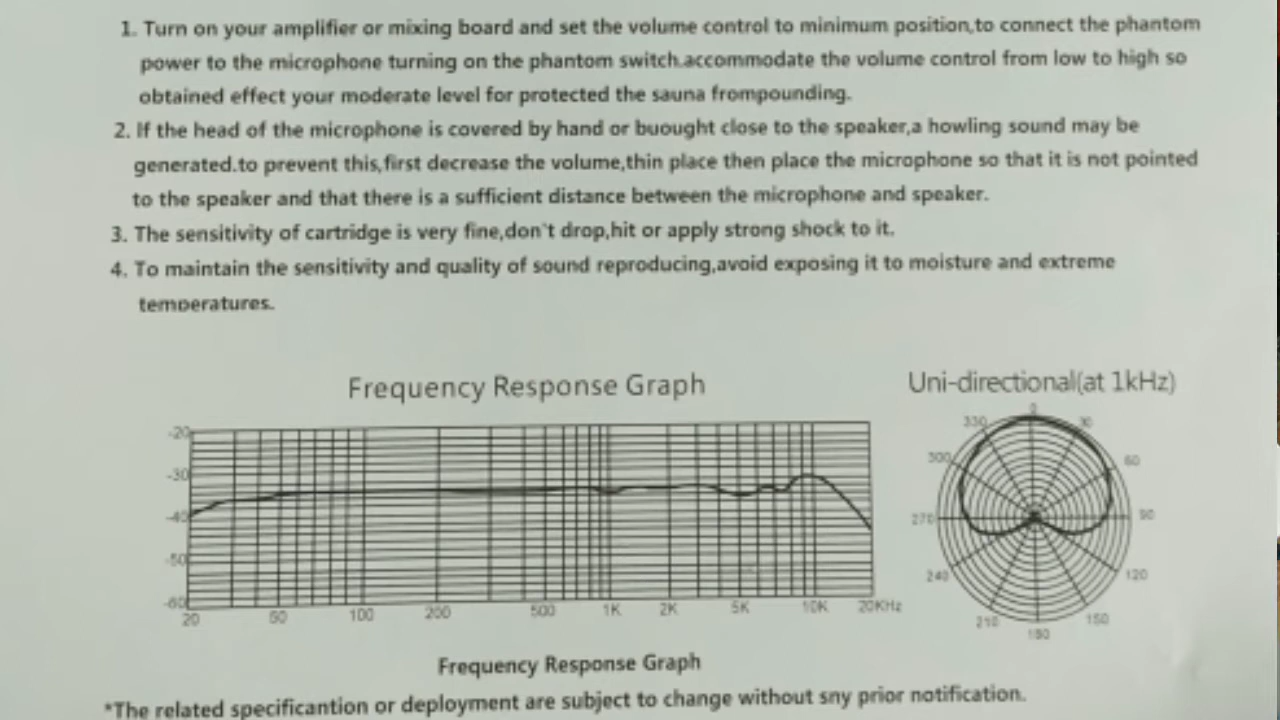 1. Turn on your amplifier or mixing board and set the volume control to minimum position,to connect the phantom
power to the microphone turning on the phantom switch.accommodate the volume control from low to high so
obtained effect your moderate level for protected the sauna frompounding.
2. If the head of the microphone is covered by hand or buought close to the speaker,a howling sound may be
generated.to prevent this,first decrease the volume,thin place then place the microphone so that it is not pointed
to the speaker and that there is a sufficient distance between the microphone and speaker.
3. The sensitivity of cartridge is very fine,don't drop,hit or apply strong shock to it.
4. To maintain the sensitivity and quality of sound reproducing,avoid exposing it to moisture and extreme
temperatures.
Frequency Response Graph
Uni-directional(at 1kHz)
-20
-30
-40
-50
-60
20 50 100 200 500 1K 2K 5K 10K 20KHz
0
330 30
300 60
270 90
240 120
210 150
180
Frequency Response Graph
*The related specificantion or deployment are subject to change without sny prior notification.